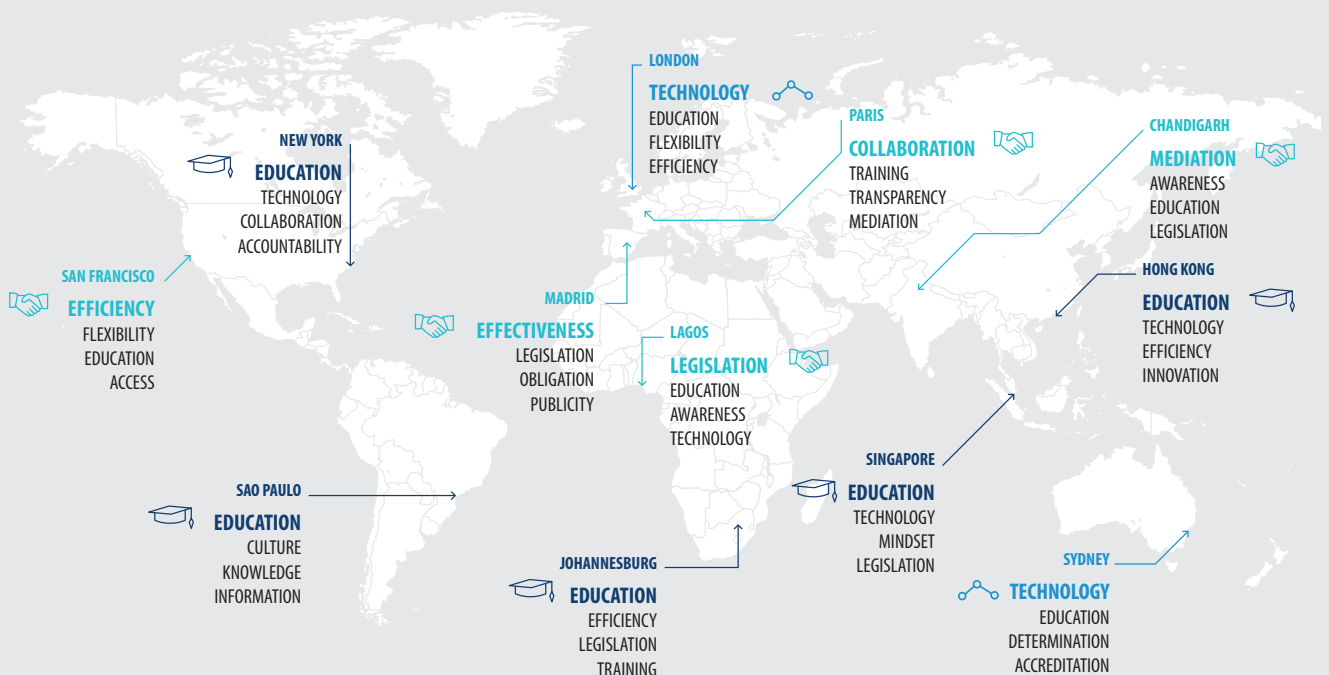 LONDON
TECHNOLOGY
EDUCATION
FLEXIBILITY
EFFICIENCY
PARIS
COLLABORATION
TRAINING
TRANSPARENCY
MEDIATION
CHANDIGARH
MEDIATION
AWARENESS
EDUCATION
LEGISLATION
NEW YORK
EDUCATION
TECHNOLOGY
COLLABORATION
ACCOUNTABILITY
SAN FRANCISCO
EFFICIENCY
FLEXIBILITY
EDUCATION
ACCESS
MADRID
EFFECTIVENESS
LEGISLATION
OBLIGATION
PUBLICITY
LAGOS
LEGISLATION
EDUCATION
AWARENESS
TECHNOLOGY
HONG KONG
EDUCATION
TECHNOLOGY
EFFICIENCY
INNOVATION
SINGAPORE
EDUCATION
TECHNOLOGY
MINDSET
LEGISLATION
SAO PAULO
EDUCATION
CULTURE
KNOWLEDGE
INFORMATION
JOHANNESBURG
EDUCATION
EFFICIENCY
LEGISLATION
TRAINING
SYDNEY
TECHNOLOGY
EDUCATION
DETERMINATION
ACCREDITATION